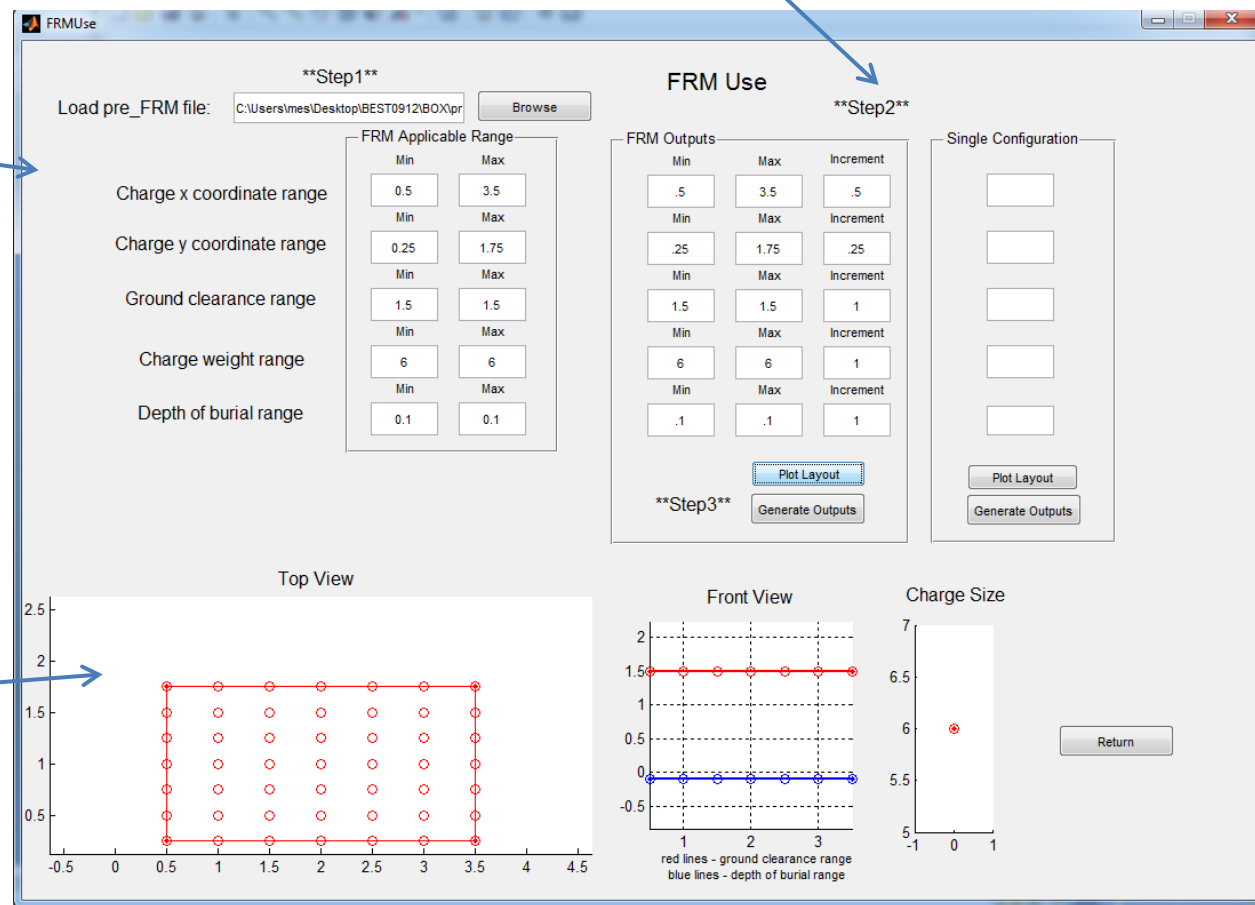 FRMUse
**Step1**
FRM Use
**Step2**
Load pre_FRM file:
C:\Users\mes\Desktop\BEST0912\BOX\pr
Browse
FRM Applicable Range
FRM Outputs
Single Configuration
Min Max
Min Max Increment
Charge x coordinate range
0.5 3.5
.5 3.5 .5
Min Max
Min Max Increment
Charge y coordinate range
0.25 1.75
.25 1.75 .25
Min Max
Min Max Increment
Ground clearance range
1.5 1.5
1.5 1.5 1
Min Max
Min Max Increment
Charge weight range
6 6
6 6 1
Min Max
Min Max Increment
Depth of burial range
0.1 0.1
.1 .1 1
Plot Layout
Plot Layout
**Step3**
Generate Outputs
Generate Outputs
Top View
2.5
2
1.5
1
0.5
-0.5 0 0.5 1 1.5 2 2.5 3 3.5 4 4.5
Front View
2
1.5
1
0.5
0
-0.5
1 2 3
red lines - ground clearance range
blue lines - depth of burial range
Charge Size
7
6.5
6
5.5
5
-1 0 1
Return